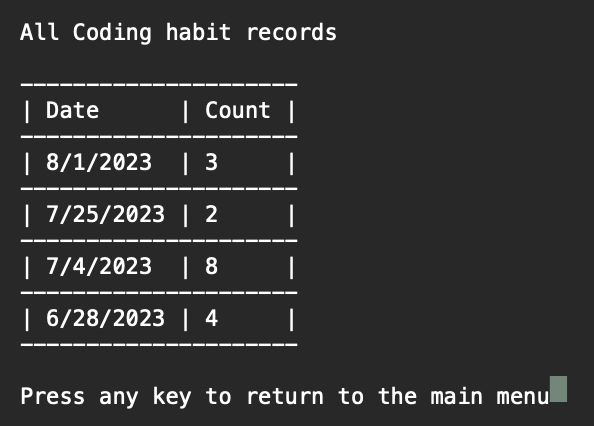 All Coding habit records
---------------------
| Date      | Count |
---------------------
| 8/1/2023  | 3     |
---------------------
| 7/25/2023 | 2     |
---------------------
| 7/4/2023  | 8     |
---------------------
| 6/28/2023 | 4     |
---------------------
Press any key to return to the main menu